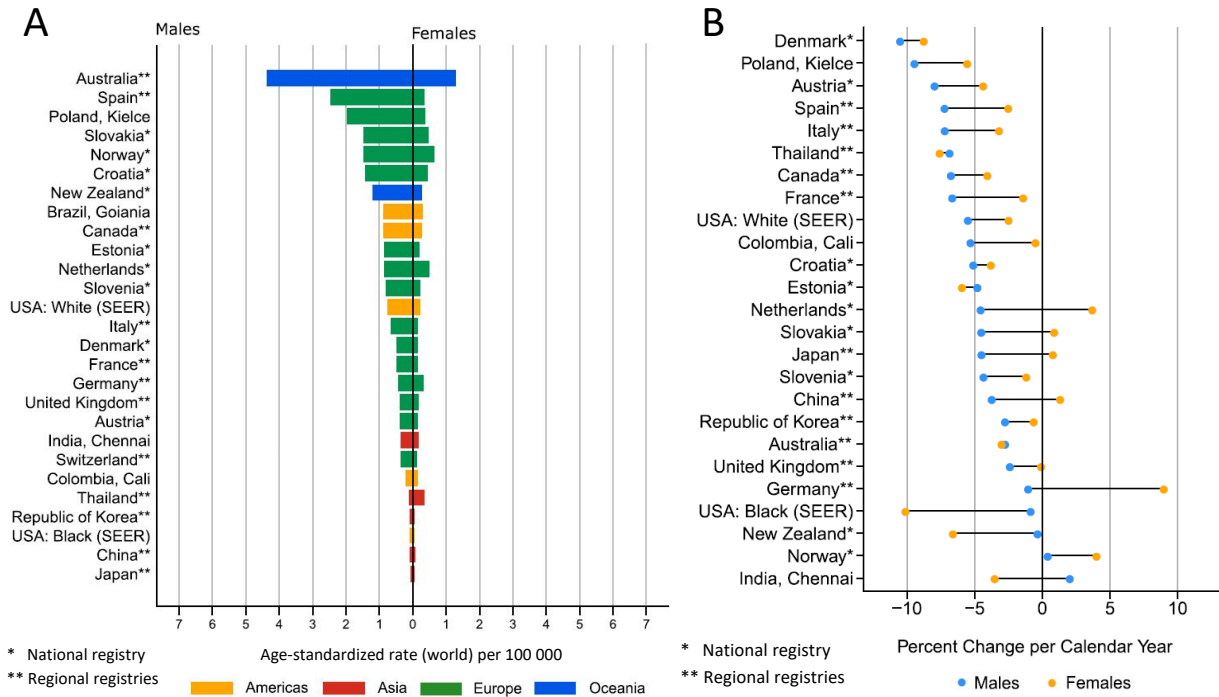 A
Males
Females
Australia**
Spain**
Poland, Kielce
Slovakia*
Norway*
Croatia*
New Zealand*
Brazil, Goiania
Canada**
Estonia*
Netherlands*
Slovenia*
USA: White (SEER)
Italy**
Denmark*
France**
Germany**
United Kingdom**
Austria*
India, Chennai
Switzerland**
Colombia, Cali
Thailand**
Republic of Korea**
USA: Black (SEER)
China**
Japan**
7 6 5 4 3 2 1 0 1 2 3 4 5 6 7
Age-standardized rate (world) per 100 000
* National registry
** Regional registries
Americas Asia Europe Oceania
B
Denmark*
Poland, Kielce
Austria*
Spain**
Italy**
Thailand**
Canada**
France**
USA: White (SEER)
Colombia, Cali
Croatia*
Estonia*
Netherlands*
Slovakia*
Japan**
Slovenia*
China**
Republic of Korea**
Australia**
United Kingdom**
Germany**
USA: Black (SEER)
New Zealand*
Norway*
India, Chennai
−10 −5 0 5 10
Percent Change per Calendar Year
* National registry
** Regional registries
Males Females